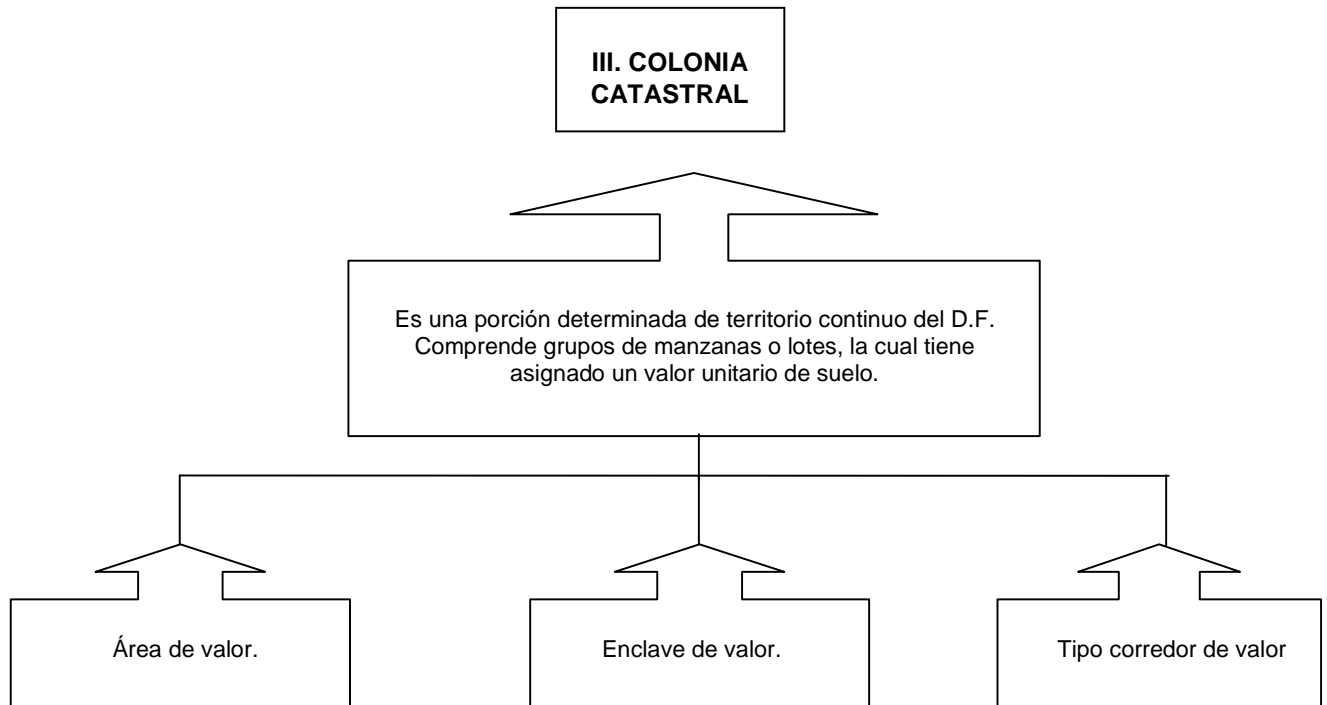 III. COLONIA
CATASTRAL
Es una porción determinada de territorio continuo del D.F.
Comprende grupos de manzanas o lotes, la cual tiene
asignado un valor unitario de suelo.
Área de valor.
Enclave de valor.
Tipo corredor de valor